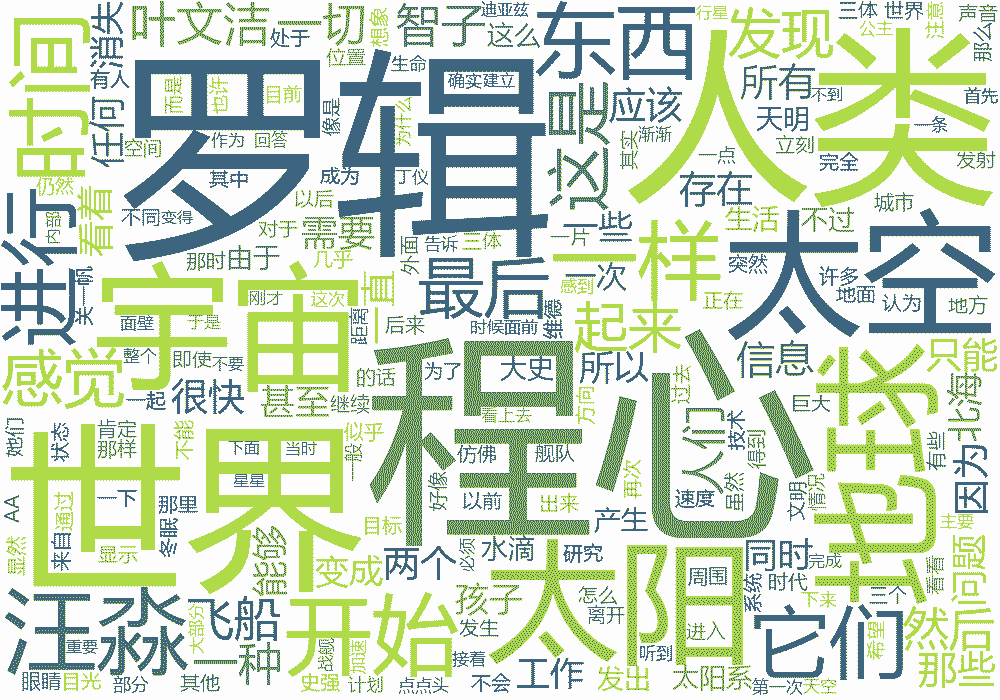 时间
消失
叶文洁
一切
处于
想像
智子
迪亚兹
这么
东西
发现
行星
公主
三体 世界
注意
声音
那么
有人
任何
空间
而是
也许
目前
位置
生命
确实
建立
像是
为什么
这是
应该
人类
所有
不到
首先
天明
立刻
一条
发射
作为
回答
罗辑
仍然
内部
看着
其中
成为
丁仪
其实
渐渐
一点
完全
存在
城市
进行
不同
变得
以后
对于
需要
外面
告诉
三体
一片
一些
生活
不过
那时
由于
几乎
关一帆
宇宙
刚才
这次
一直
最后
一次
感到
一样
太空
突然
许多
地面
认为
地方
正在
面壁
于是
距离
后来
时候
面前
维德
起来
感觉
整个
即使
不要
很快
一起
甚至
的话
继续
为了
大史
所以
方向
过去
信息
巨大
地球
只能
北海
她们
状态
肯定
那样
不能
世界
下面
当时
星星
似乎
一般
程心
看上去
仿佛
舰队
好像
以前
出来
再次
人们
技术
得到
速度
虽然
文明
情况
有些
因为
AA
显然
来自
通过
一下
显示
那里
冬眠
能够
目标
变成
两个
必须
水滴
产生
研究
太阳
周围
同时
系统
时代
完成
下来
主要
看看
问题
三个
汪淼
重要
大部分
飞船
一种
开始
战舰
加速
孩子
发生
接着
怎么
离开
听到
进入
它们
希望
然后
那些
眼睛
目光
部分
其他
史强
计划
点点头
不会
工作
发出
太阳系
第一次
天空